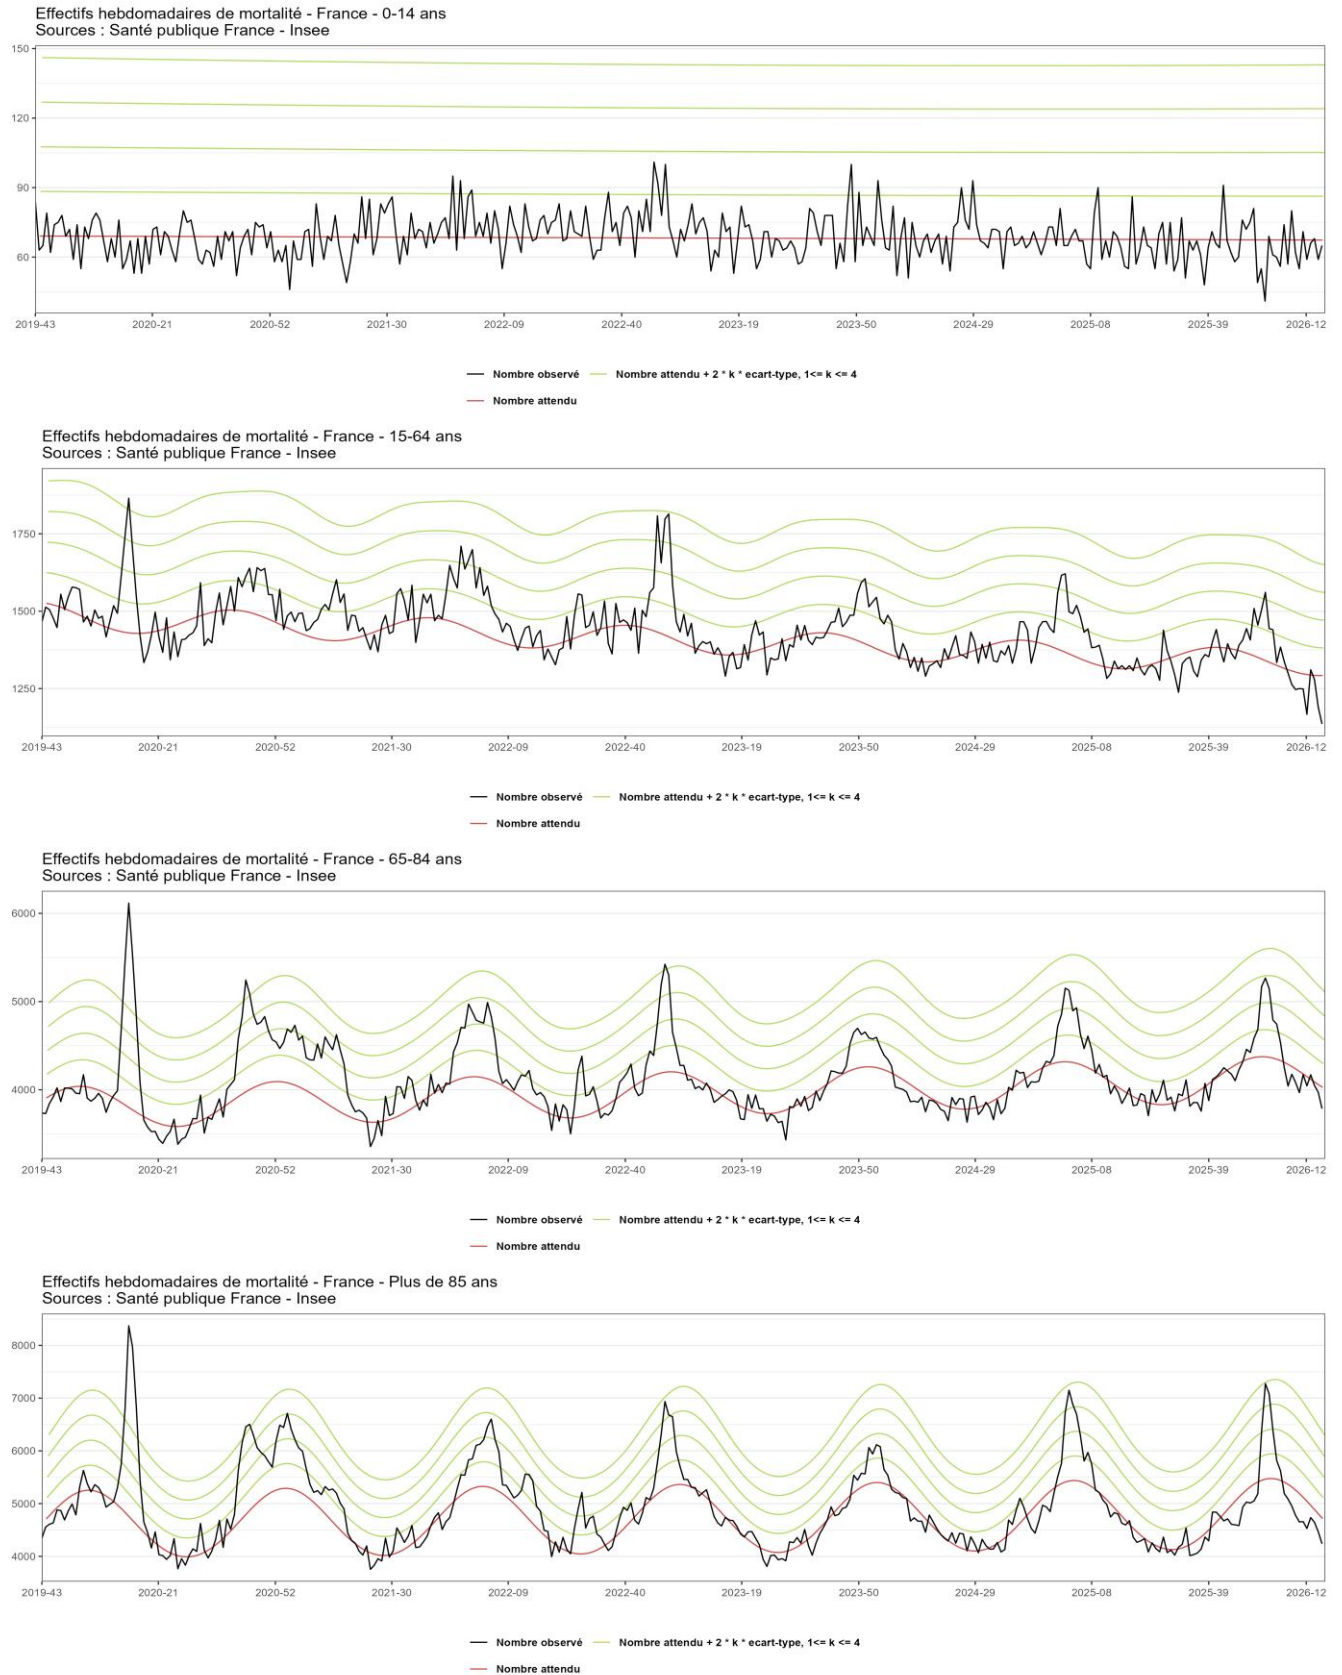 Effectifs hebdomadaires de mortalité - France - 0-14 ans
Sources : Santé publique France - Insee
150
120
90
60
2019-43 2020-21 2020-52 2021-30 2022-09 2022-40 2023-19 2023-50 2024-29 2025-08 2025-39 2026-12
Nombre observé Nombre attendu + 2 * k * ecart-type, 1<= k <= 4
Nombre attendu
Effectifs hebdomadaires de mortalité - France - 15-64 ans
Sources : Santé publique France - Insee
1750
1500
1250
2019-43 2020-21 2020-52 2021-30 2022-09 2022-40 2023-19 2023-50 2024-29 2025-08 2025-39 2026-12
Nombre observé Nombre attendu + 2 * k * ecart-type, 1<= k <= 4
Nombre attendu
Effectifs hebdomadaires de mortalité - France - 65-84 ans
Sources : Santé publique France - Insee
6000
5000
4000
2019-43 2020-21 2020-52 2021-30 2022-09 2022-40 2023-19 2023-50 2024-29 2025-08 2025-39 2026-12
Nombre observé Nombre attendu + 2 * k * ecart-type, 1<= k <= 4
Nombre attendu
Effectifs hebdomadaires de mortalité - France - Plus de 85 ans
Sources : Santé publique France - Insee
8000
7000
6000
5000
4000
2019-43 2020-21 2020-52 2021-30 2022-09 2022-40 2023-19 2023-50 2024-29 2025-08 2025-39 2026-12
Nombre observé Nombre attendu + 2 * k * ecart-type, 1<= k <= 4
Nombre attendu